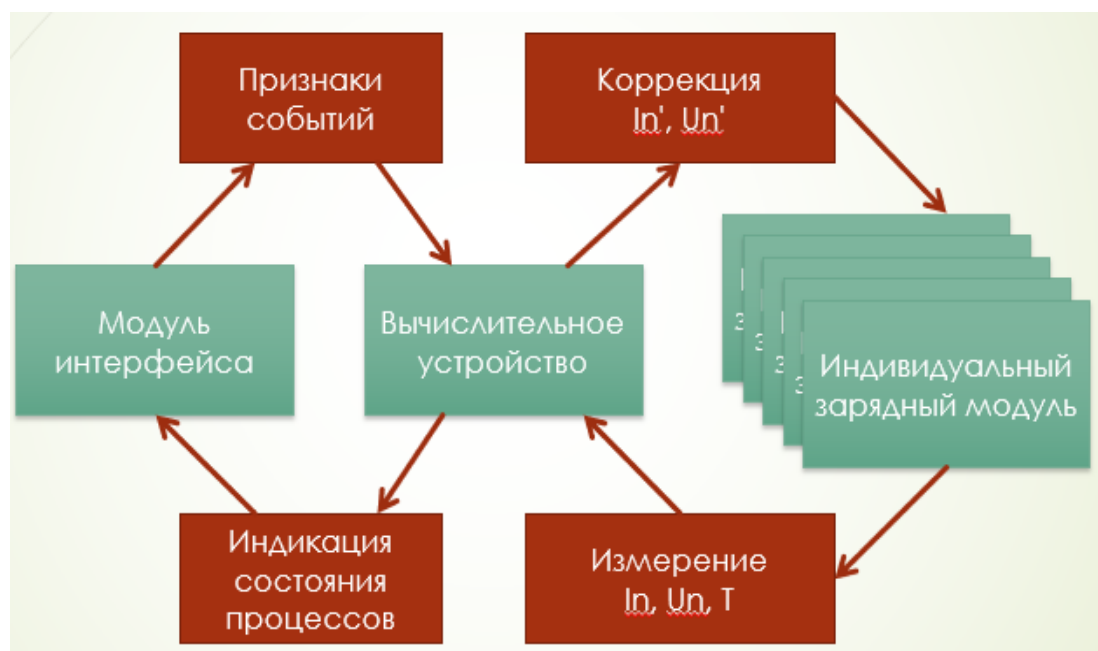 Признаки
событий
Коррекция
In', Un'
Модуль
интерфейса
Вычислительное
устройство
Индивидуальный
зарядный модуль
Индикация
состояния
процессов
Измерение
In, Un, T